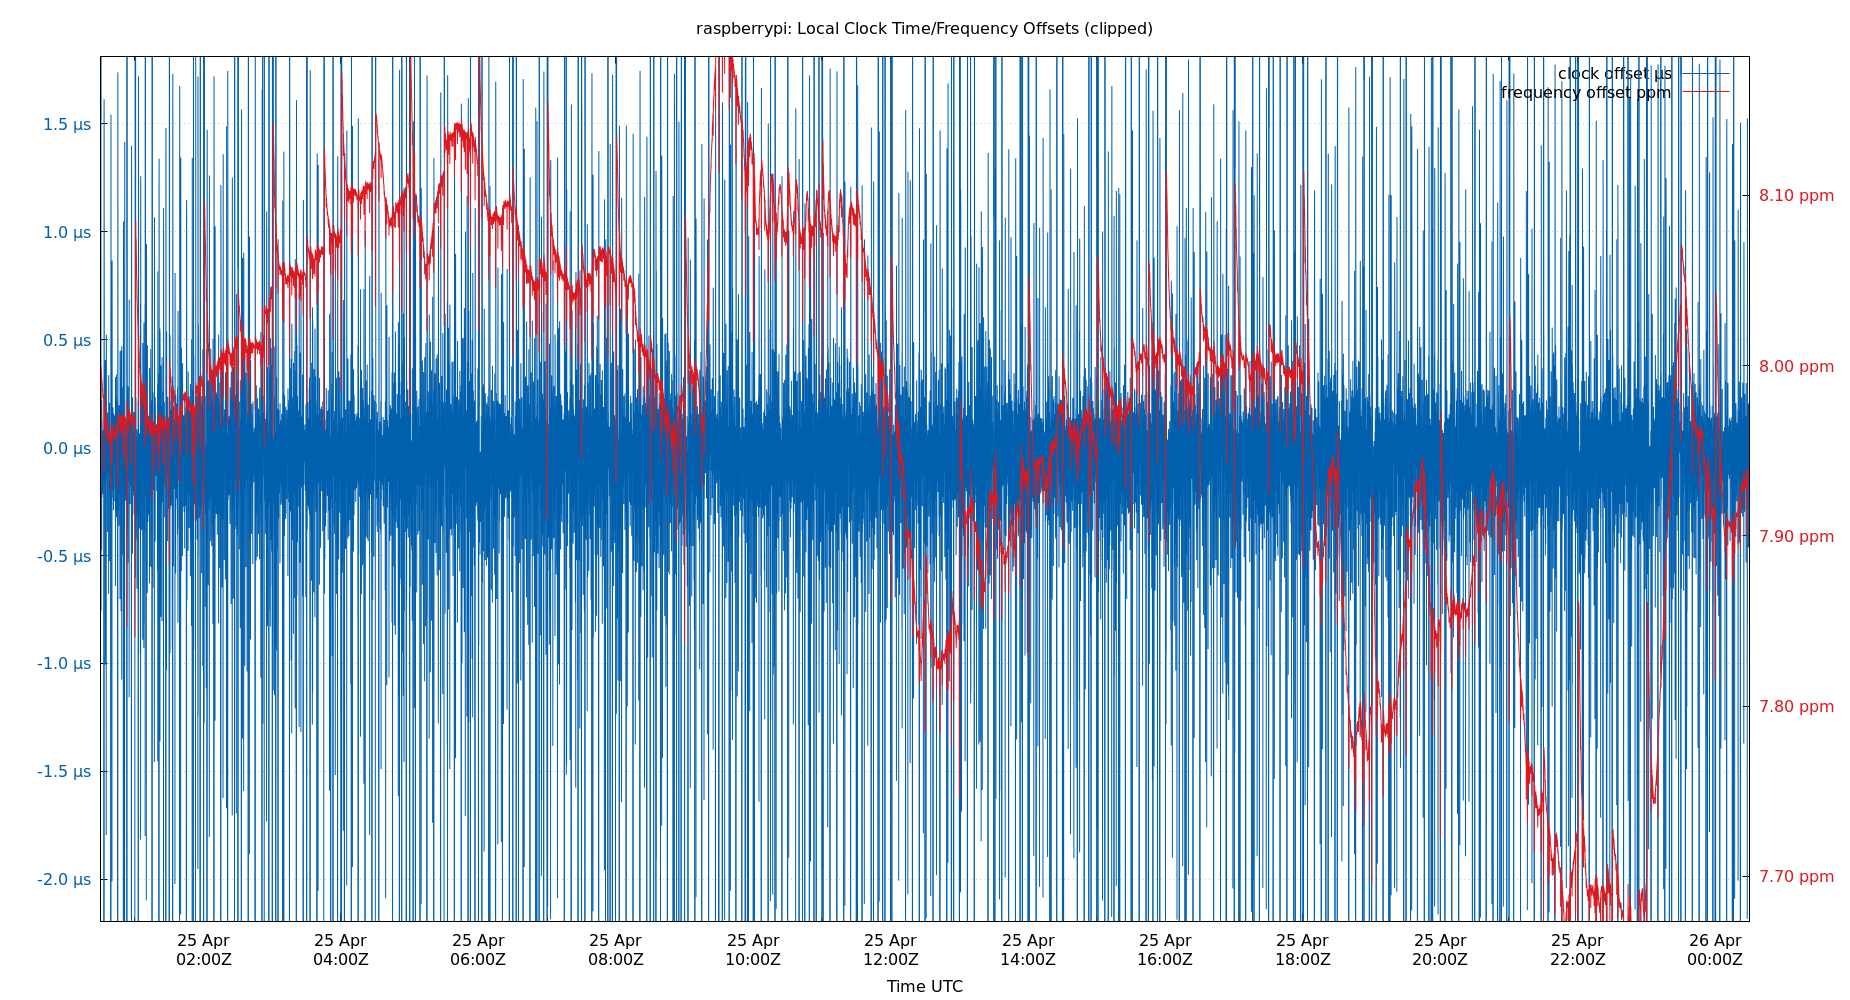 raspberrypi: Local Clock Time/Frequency Offsets (clipped)
clock offset µs
frequency offset ppm
1.5 µs
1.0 µs
0.5 µs
0.0 µs
-0.5 µs
-1.0 µs
-1.5 µs
-2.0 µs
8.10 ppm
8.00 ppm
7.90 ppm
7.80 ppm
7.70 ppm
25 Apr 25 Apr 25 Apr 25 Apr 25 Apr 25 Apr 25 Apr 25 Apr 25 Apr 25 Apr 25 Apr 26 Apr
02:00Z 04:00Z 06:00Z 08:00Z 10:00Z 12:00Z 14:00Z 16:00Z 18:00Z 20:00Z 22:00Z 00:00Z
Time UTC